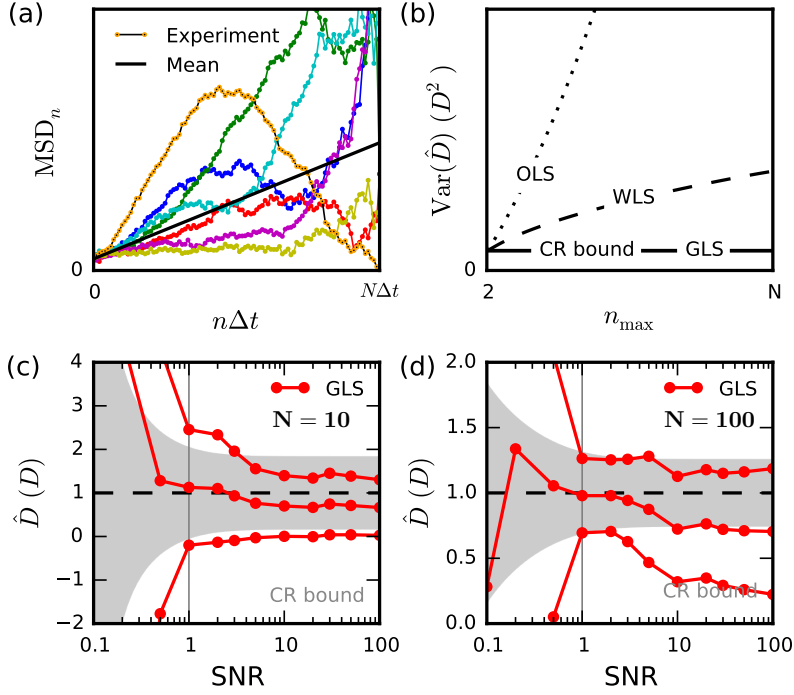 (a)
Experiment
Mean
MSDₙ
0
0
NΔt
nΔt
(b)
Var(D̂) (D²)
OLS
WLS
CR bound
GLS
0
2
N
n_max
(c)
4
3
2
1
0
−1
−2
D̂ (D)
GLS
N = 10
CR bound
0.1
1
10
100
SNR
(d)
2.0
1.5
1.0
0.5
0.0
D̂ (D)
GLS
N = 100
CR bound
0.1
1
10
100
SNR